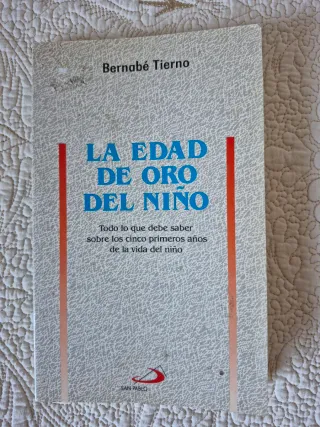 Bernabé Tierno
LA EDAD
DE ORO
DEL NIÑO
Todo lo que debe saber
sobre los cinco primeros años
de la vida del niño
SAN PABLO